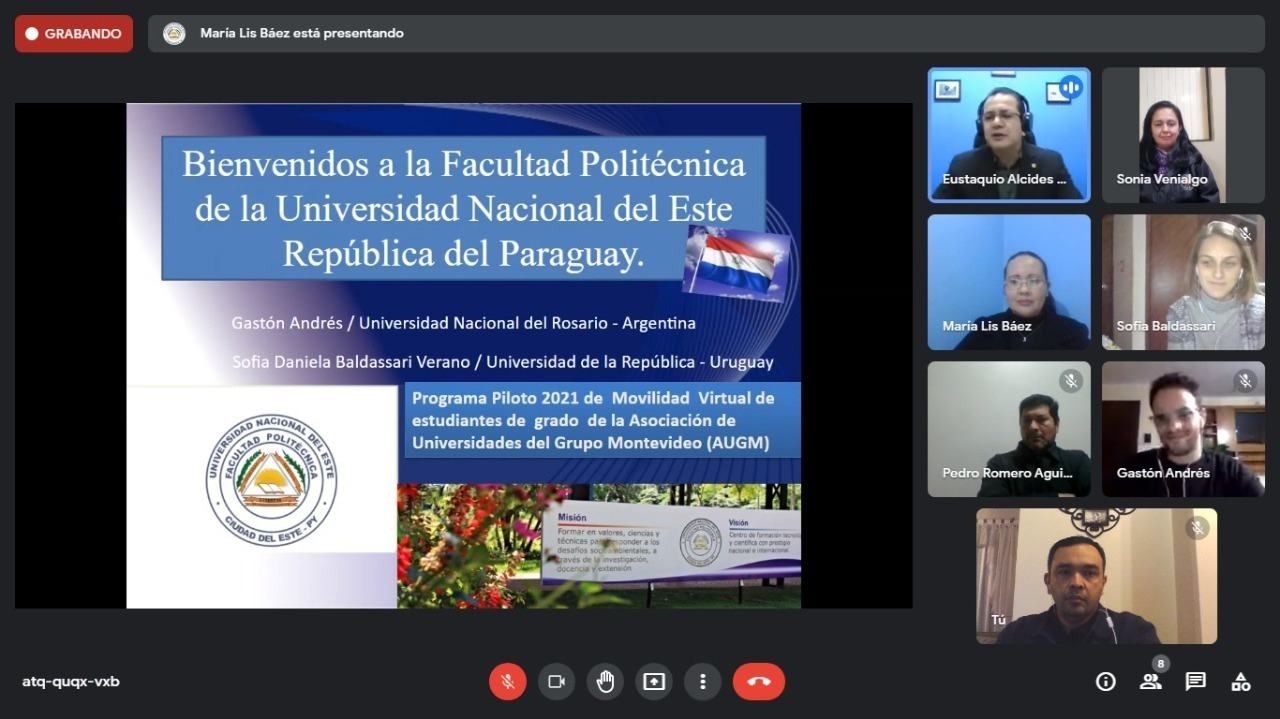 GRABANDO
María Lis Báez está presentando
Bienvenidos a la Facultad Politécnica
de la Universidad Nacional del Este
República del Paraguay.
Gastón Andrés / Universidad Nacional del Rosario - Argentina
Sofia Daniela Baldassari Verano / Universidad de la República - Uruguay
Programa Piloto 2021 de Movilidad Virtual de
estudiantes de grado de la Asociación de
Universidades del Grupo Montevideo (AUGM)
UNIVERSIDAD NACIONAL DEL ESTE
FACULTAD POLITÉCNICA
CIUDAD DEL ESTE - PY
Misión
Formar en valores, ciencias y
técnicas para responder a los
desafíos socioambientales, a
través de la investigación,
docencia y extensión
Visión
Centro de formación
y científica con prestigio
nacional e internacional.
Eustaquio Alcides ...
Sonia Venialgo
María Lis Báez
Sofia Baldassari
Pedro Romero Agui...
Gastón Andrés
Tú
atq-quqx-vxb
8